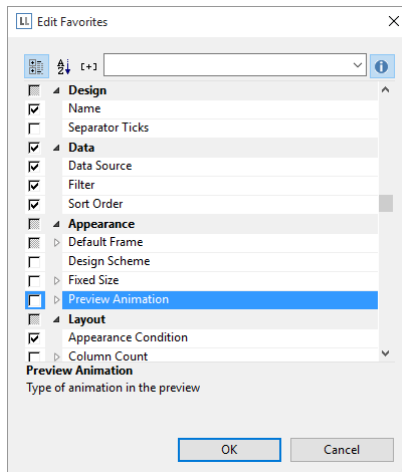 LL Edit Favorites
A Z [+]
Design
Name
Separator Ticks
Data
Data Source
Filter
Sort Order
Appearance
Default Frame
Design Scheme
Fixed Size
Preview Animation
Layout
Appearance Condition
Column Count
Preview Animation
Type of animation in the preview
OK Cancel